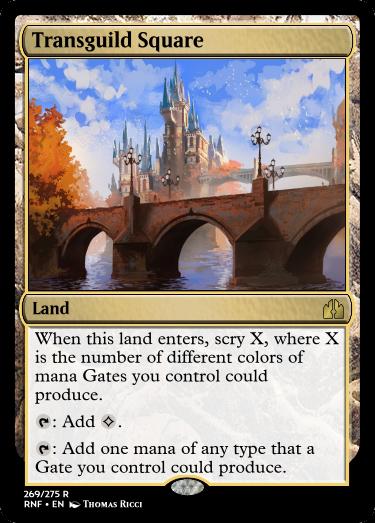 Transguild Square
Land
When this land enters, scry X, where X
is the number of different colors of
mana Gates you control could
produce.
: Add .
: Add one mana of any type that a
Gate you control could produce.
269/275 R
RNF • EN Thomas Ricci